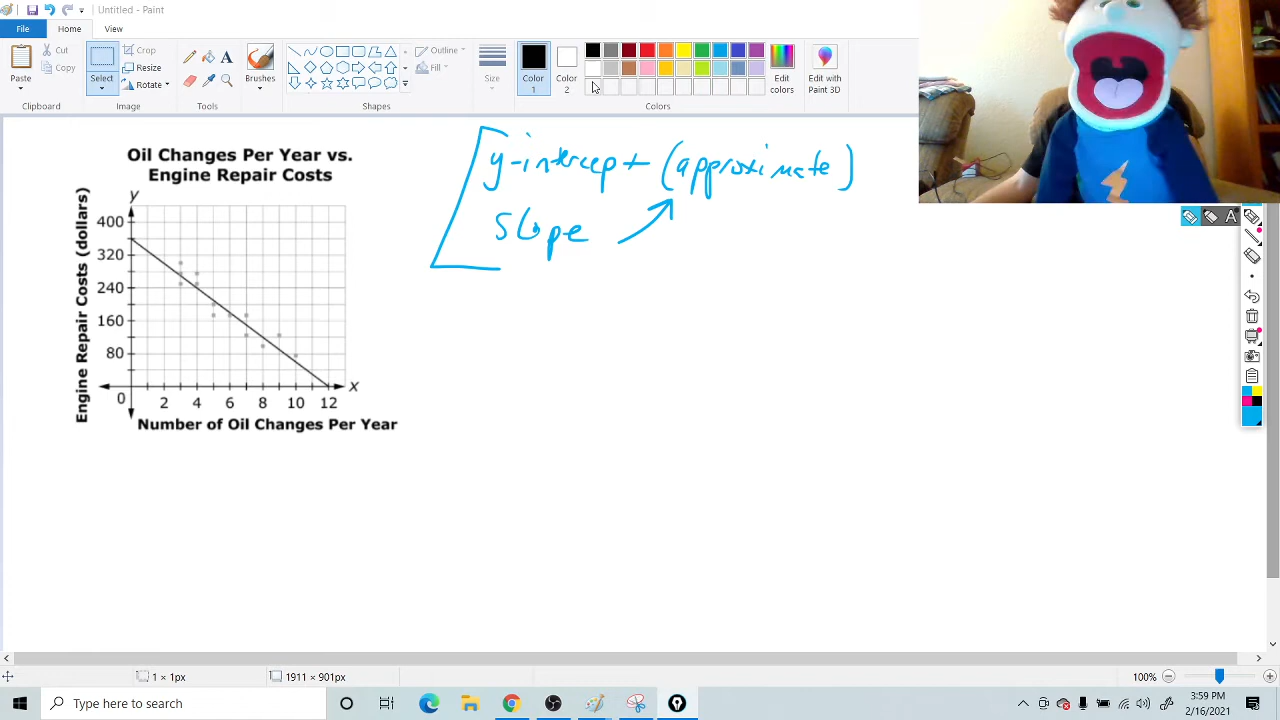 Untitled - Paint
File
Home
View
Paste
Cut
Copy
Clipboard
Select
Crop
Resize
Rotate
Image
A
Tools
Brushes
Outline
Fill
Shapes
Size
Color 1
Color 2
Edit colors
Colors
Edit with Paint 3D
A
Oil Changes Per Year vs.
Engine Repair Costs
y
Engine Repair Costs (dollars)
400
320
240
160
80
0
2 4 6 8 10 12 x
Number of Oil Changes Per Year
y-intercept (approximate)
slope
1 × 1px
1911 × 901px
100%
Type here to search
3:59 PM
2/16/2021